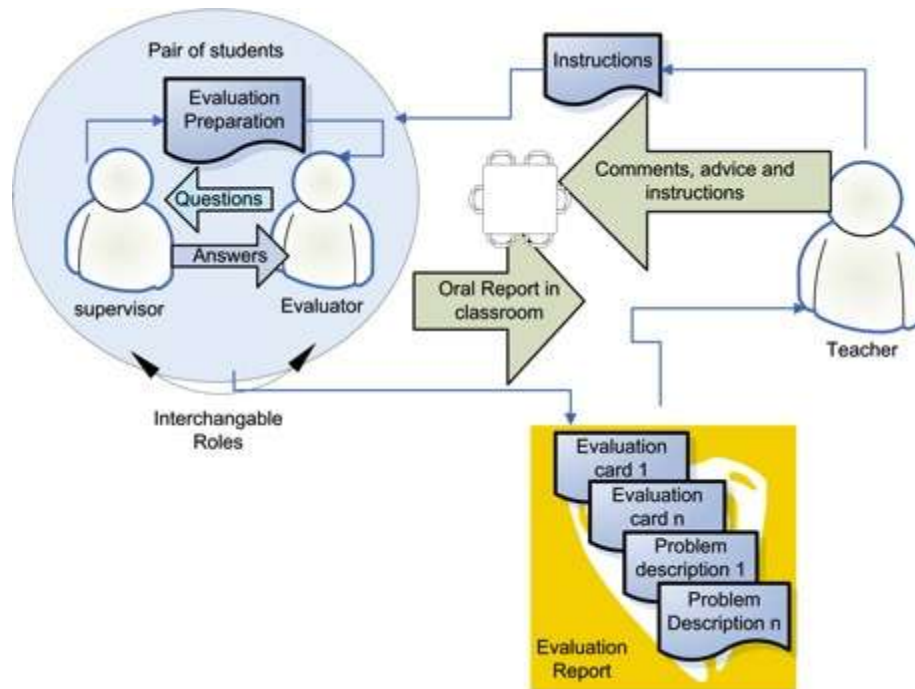 Pair of students
Evaluation
Preparation
Questions
Answers
supervisor
Evaluator
Interchangable
Roles
Instructions
Comments, advice and
instructions
Oral Report in
classroom
Teacher
Evaluation
card 1
Evaluation
card n
Problem
description 1
Problem
Description n
Evaluation
Report